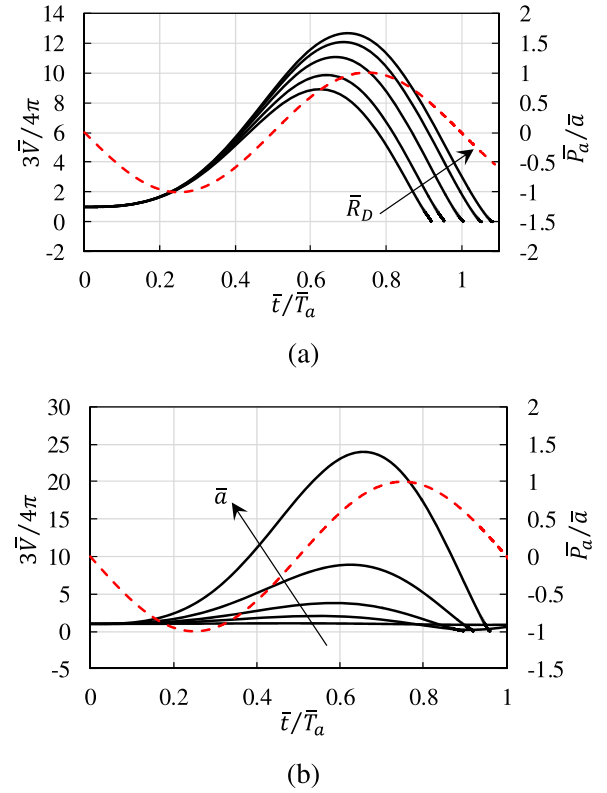 14 2
12 1.5
10 1
8 0.5
6 0
4 -0.5
2 -1
0 -1.5
-2 -2
3V̄/4π
P̄ₐ/ā
R̄_D
0 0.2 0.4 0.6 0.8 1
t̄/T̄ₐ
(a)
30 2
25 1.5
20 1
15 0.5
10 0
5 -0.5
0 -1
-5 -1.5
3V̄/4π
P̄ₐ/ā
ā
0 0.2 0.4 0.6 0.8 1
t̄/T̄ₐ
(b)